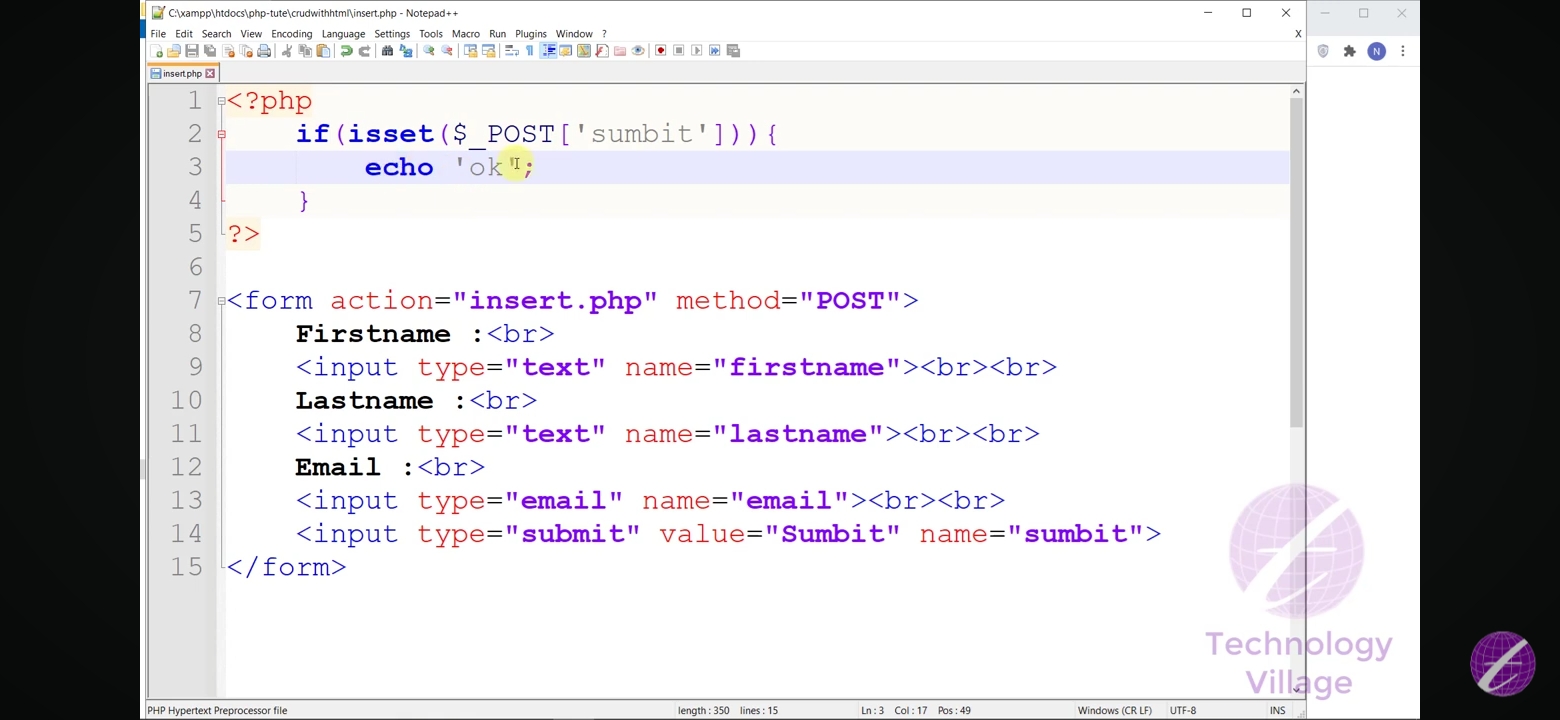 C:\xampp\htdocs\php-tute\crudwithhtml\insert.php - Notepad++
File Edit Search View Encoding Language Settings Tools Macro Run Plugins Window ? X
N
insert.php
1 <?php
2 if(isset($_POST['sumbit'])){
3 echo 'ok';
4 }
5 ?>
6
7 <form action="insert.php" method="POST">
8 Firstname :<br>
9 <input type="text" name="firstname"><br><br>
10 Lastname :<br>
11 <input type="text" name="lastname"><br><br>
12 Email :<br>
13 <input type="email" name="email"><br><br>
14 <input type="submit" value="Sumbit" name="sumbit">
15 </form>
Technology
Village
PHP Hypertext Preprocessor file length : 350 lines : 15 Ln : 3 Col : 17 Pos : 49 Windows (CR LF) UTF-8 INS